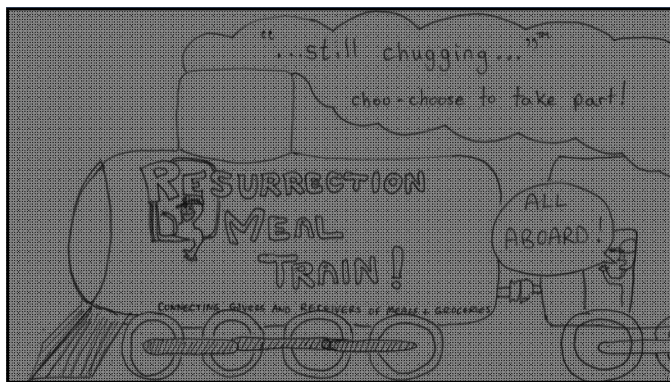 "...still chugging..."™
choo-choose to take part!
RESURRECTION
MEAL
TRAIN!
CONNECTING GIVERS AND RECEIVERS OF MEALS & GROCERIES
ALL
ABOARD!